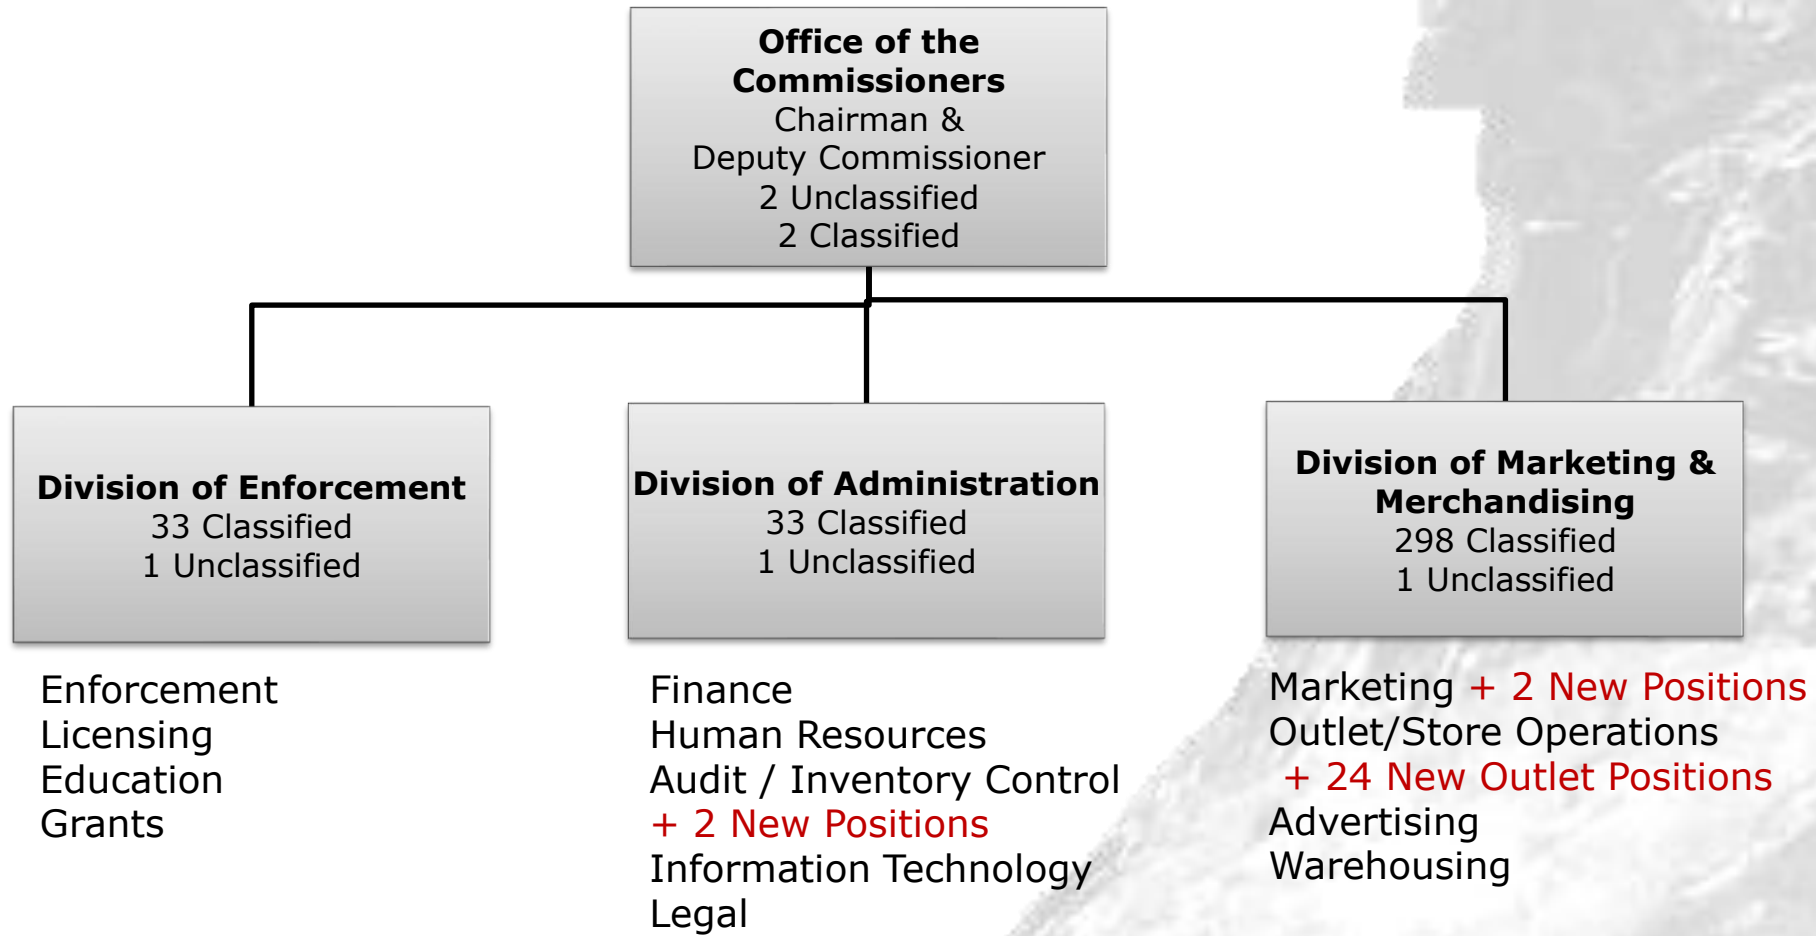 Office of the
Commissioners
Chairman &
Deputy Commissioner
2 Unclassified
2 Classified
Division of Enforcement
33 Classified
1 Unclassified
Enforcement
Licensing
Education
Grants
Division of Administration
33 Classified
1 Unclassified
Finance
Human Resources
Audit / Inventory Control
+ 2 New Positions
Information Technology
Legal
Division of Marketing &
Merchandising
298 Classified
1 Unclassified
Marketing + 2 New Positions
Outlet/Store Operations
+ 24 New Outlet Positions
Advertising
Warehousing